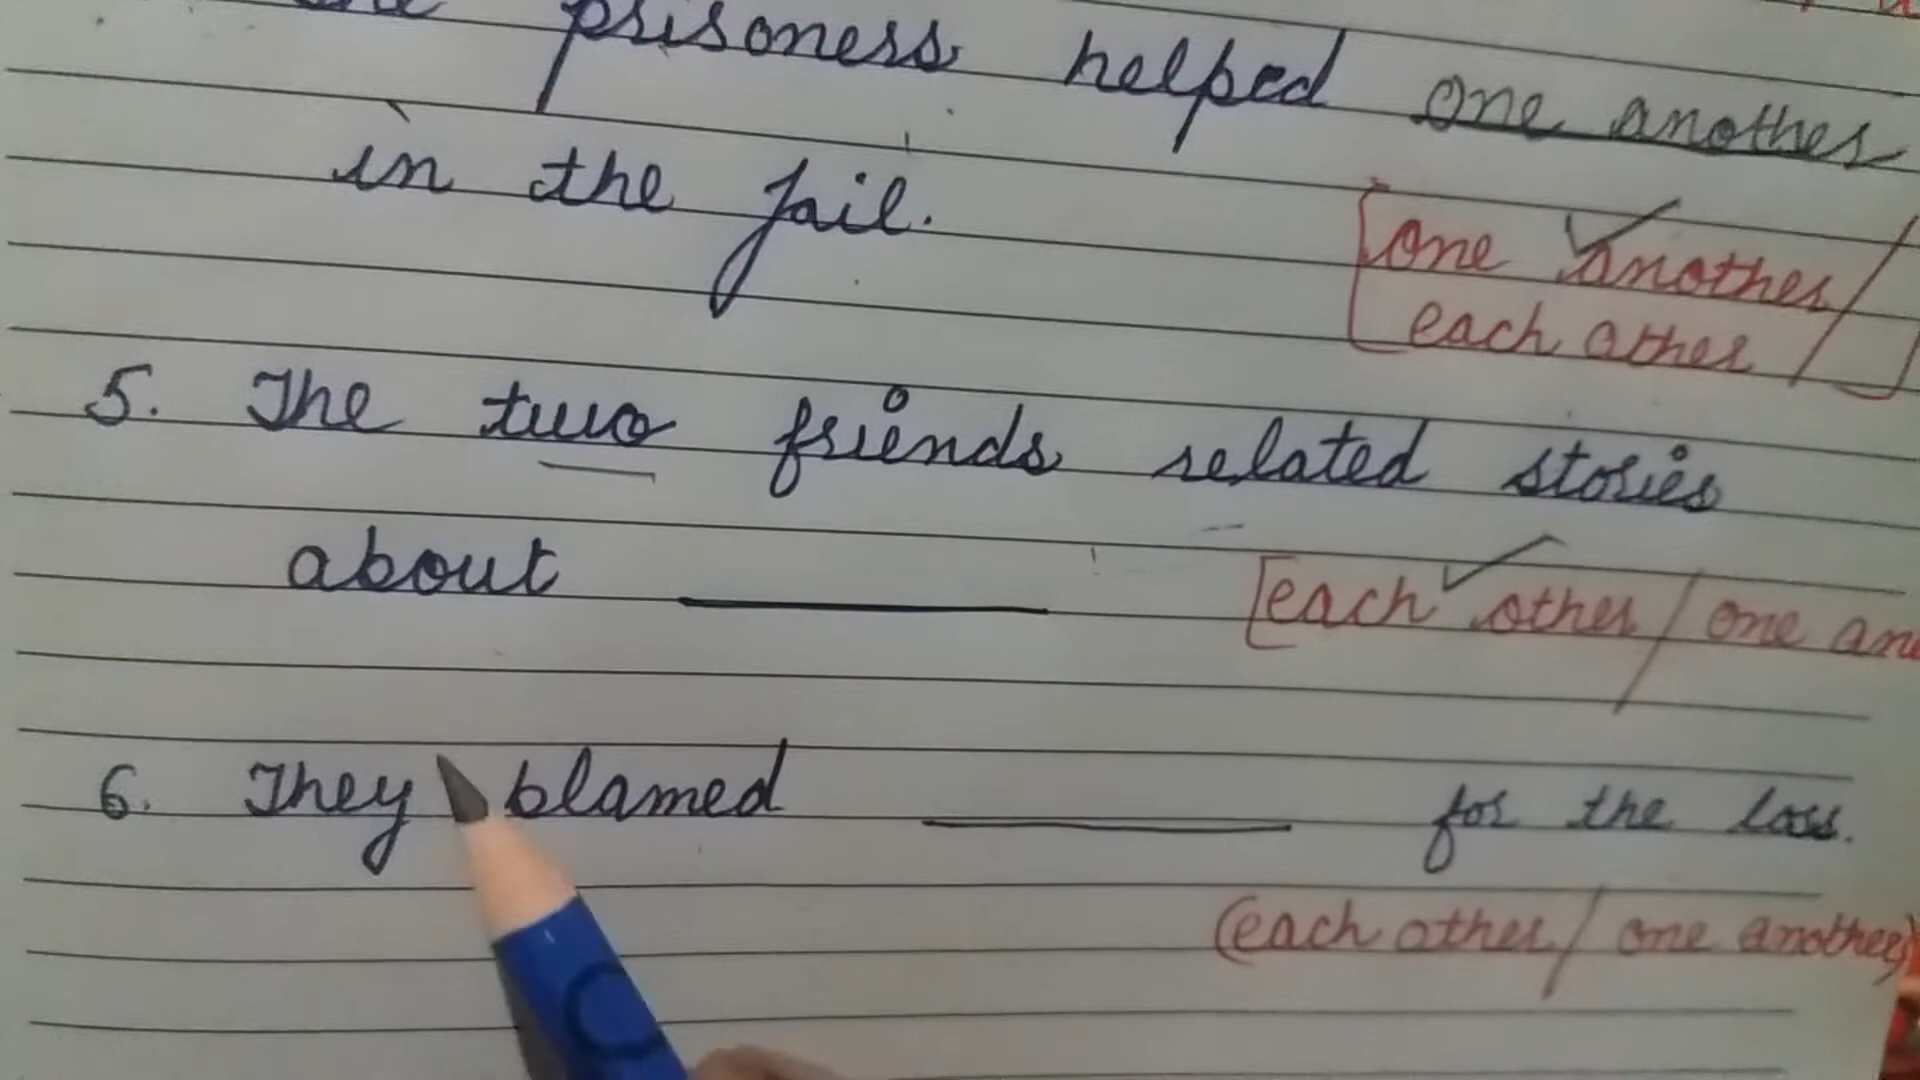 prisoners helped one another
in the jail.
[one another/
each other/]
5. The two friends related stories
about ________ [each other/ one an
6. They blamed ________ for the loss.
(each other/ one another)